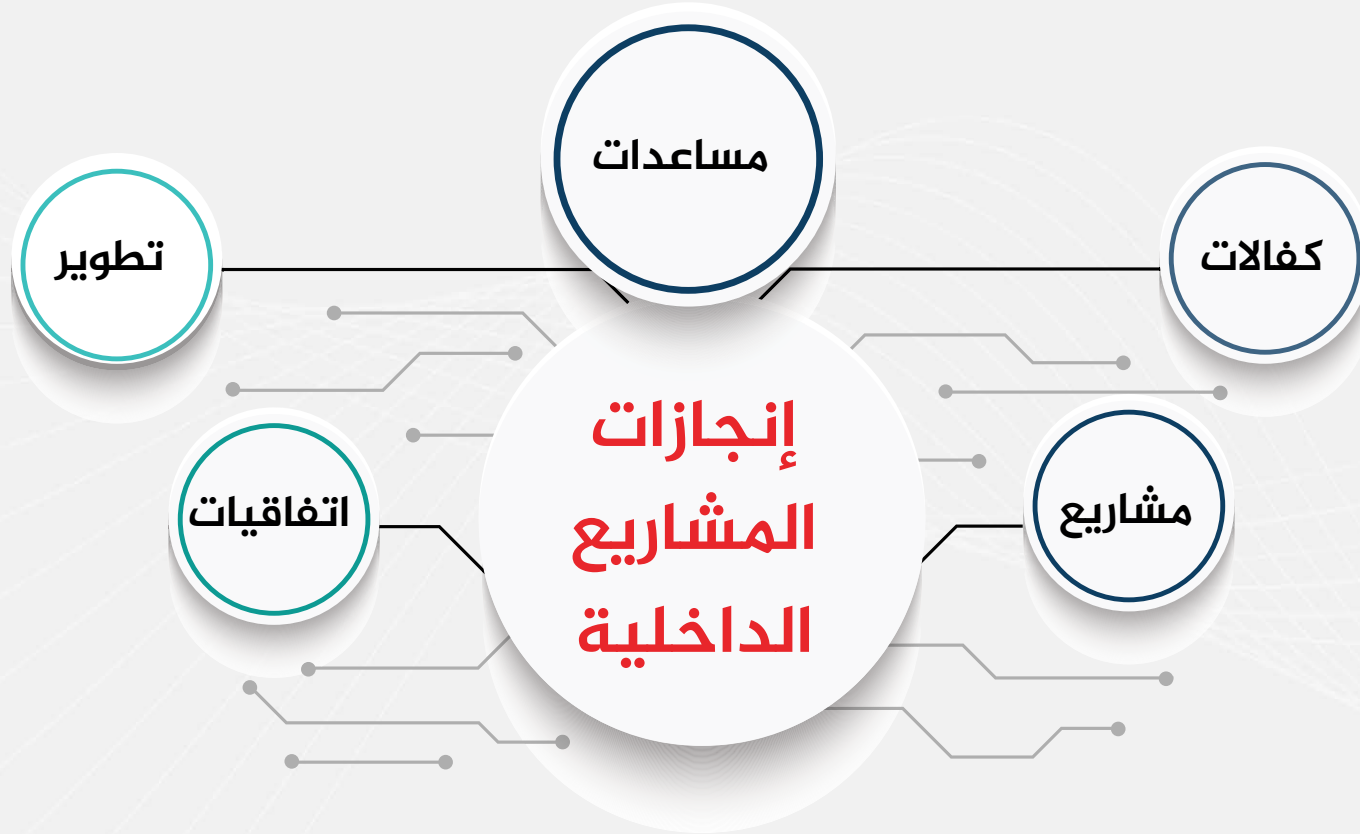 مساعدات
كفالات
تطوير
إنجازات
المشاريع
الداخلية
مشاريع
اتفاقيات